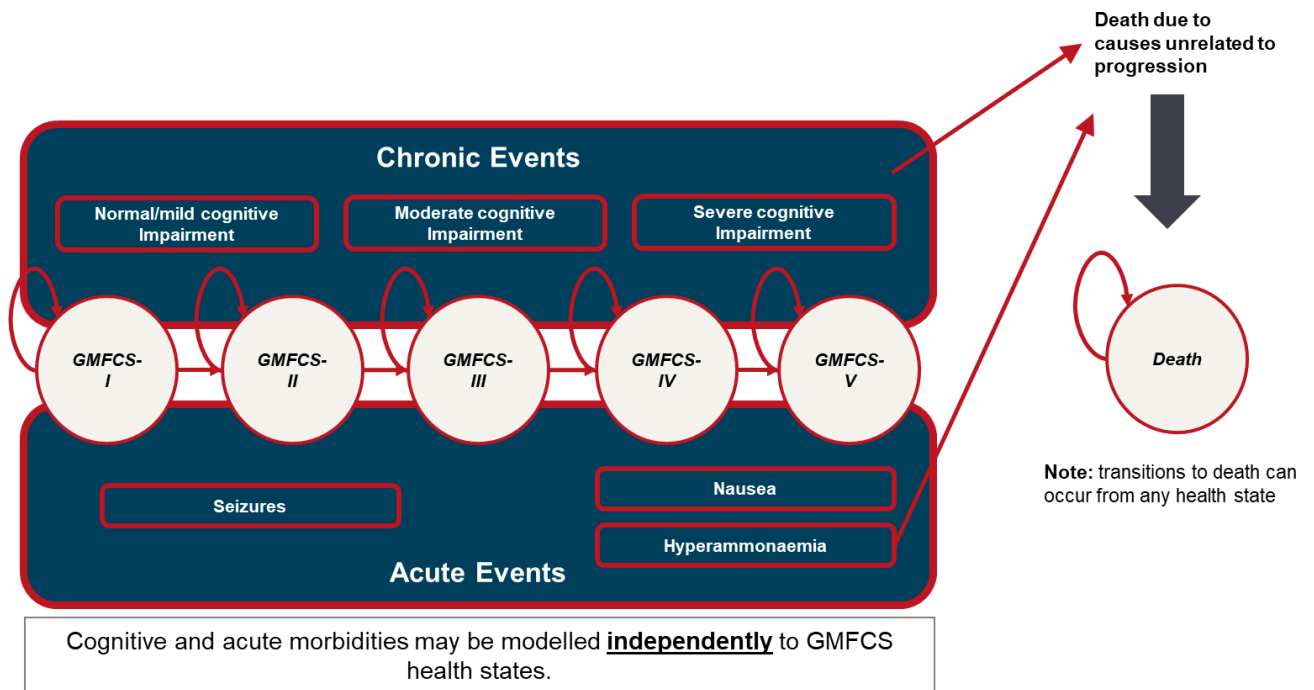 Death due to
causes unrelated to
progression
Chronic Events
Normal/mild cognitive
Impairment
Moderate cognitive
Impairment
Severe cognitive
Impairment
GMFCS-
I
GMFCS-
II
GMFCS-
III
GMFCS-
IV
GMFCS-
V
Death
Seizures
Nausea
Hyperammonaemia
Acute Events
Note: transitions to death can
occur from any health state
Cognitive and acute morbidities may be modelled independently to GMFCS
health states.